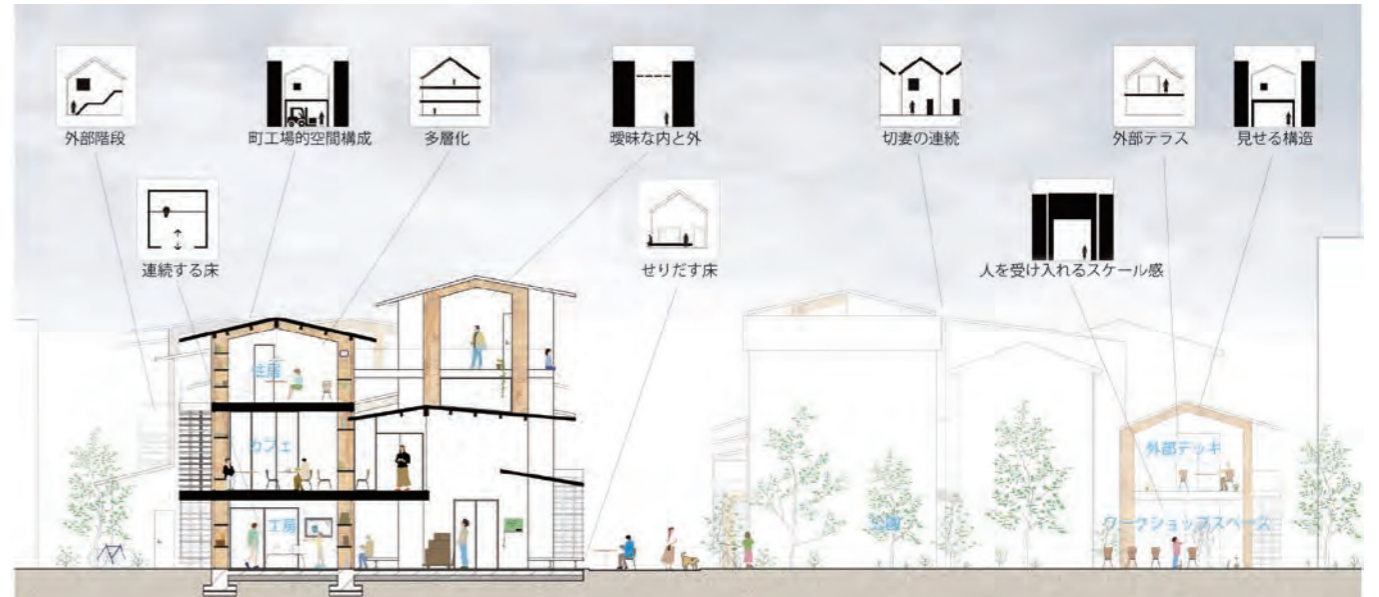 外部階段
町工場的空間構成
多層化
曖昧な内と外
切妻の連続
外部テラス
見せる構造
連続する床
せりだす床
人を受け入れるスケール感
住居
カフェ
外部デッキ
工房
公園
ワークショップスペース